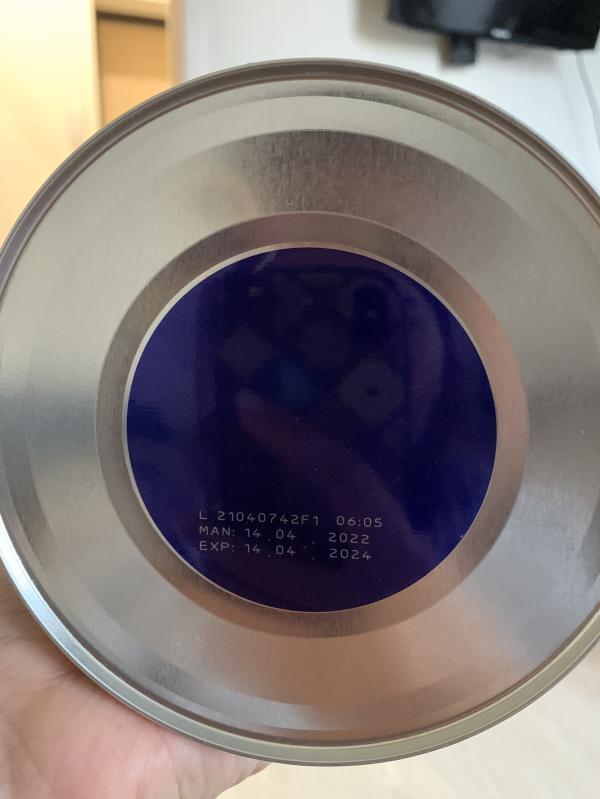 L 21040742F1 06:05
MAN: 14 . 04 . 2022
EXP: 14 . 04 . 2024